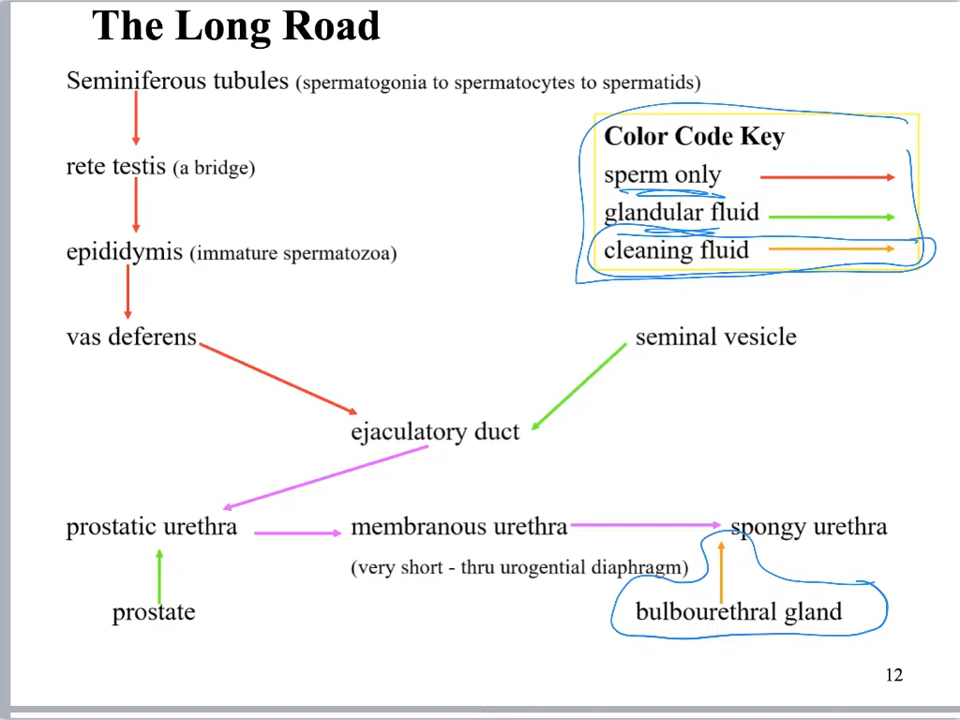 The Long Road
Seminiferous tubules (spermatogonia to spermatocytes to spermatids)
Color Code Key
sperm only
glandular fluid
cleaning fluid
rete testis (a bridge)
epididymis (immature spermatozoa)
vas deferens
seminal vesicle
ejaculatory duct
prostatic urethra
membranous urethra
spongy urethra
(very short - thru urogential diaphragm)
prostate
bulbourethral gland
12